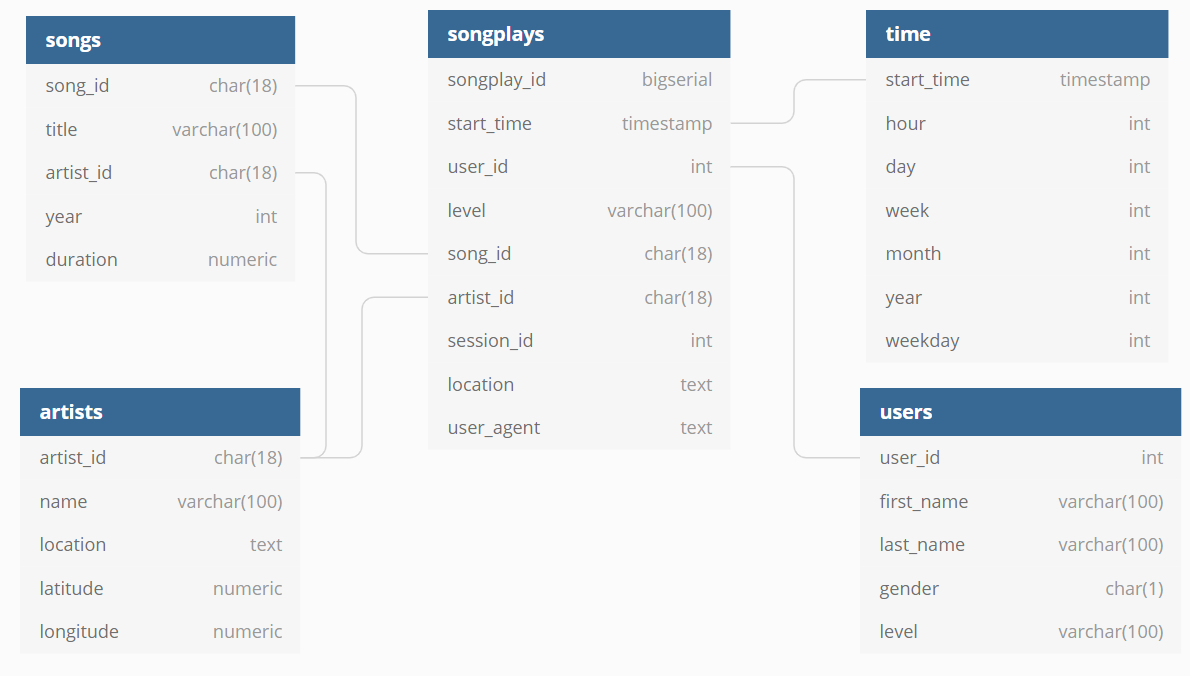 songs
song_id char(18)
title varchar(100)
artist_id char(18)
year int
duration numeric
artists
artist_id char(18)
name varchar(100)
location text
latitude numeric
longitude numeric
songplays
songplay_id bigserial
start_time timestamp
user_id int
level varchar(100)
song_id char(18)
artist_id char(18)
session_id int
location text
user_agent text
time
start_time timestamp
hour int
day int
week int
month int
year int
weekday int
users
user_id int
first_name varchar(100)
last_name varchar(100)
gender char(1)
level varchar(100)